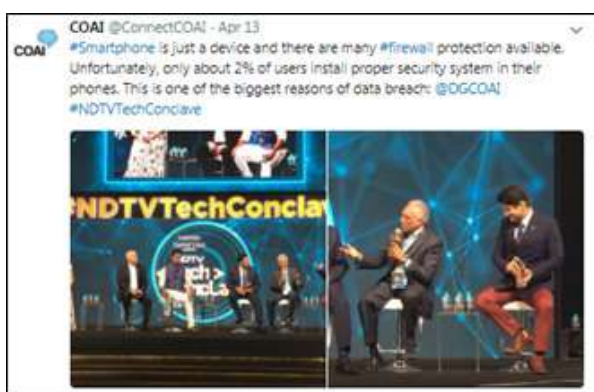 COAI @ConnectCOAI - Apr 13
COAI
#Smartphone is just a device and there are many #firewall protection available.
Unfortunately, only about 2% of users install proper security system in their
phones. This is one of the biggest reasons of data breach: @DGCOAI
#NDTVTechConclave
#NDTVTechConcla